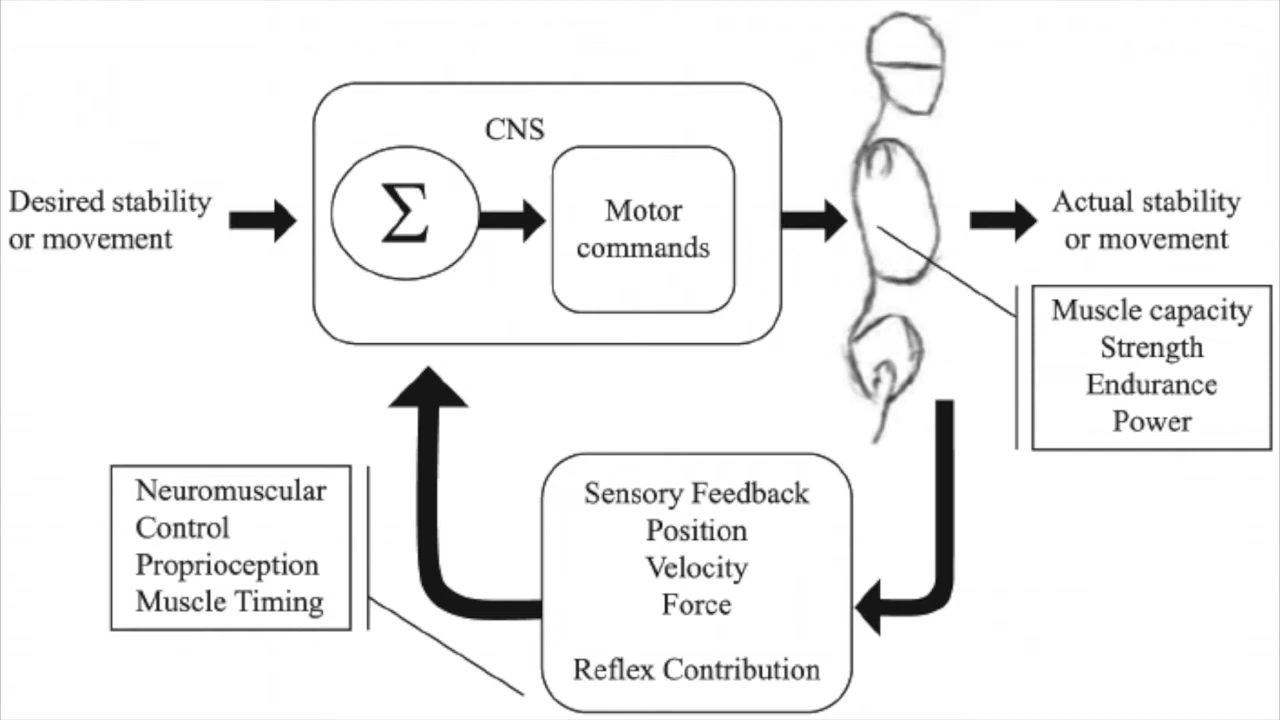 CNS
Desired stability
or movement
Σ
Motor
commands
Actual stability
or movement
Muscle capacity
Strength
Endurance
Power
Neuromuscular
Control
Proprioception
Muscle Timing
Sensory Feedback
Position
Velocity
Force
Reflex Contribution